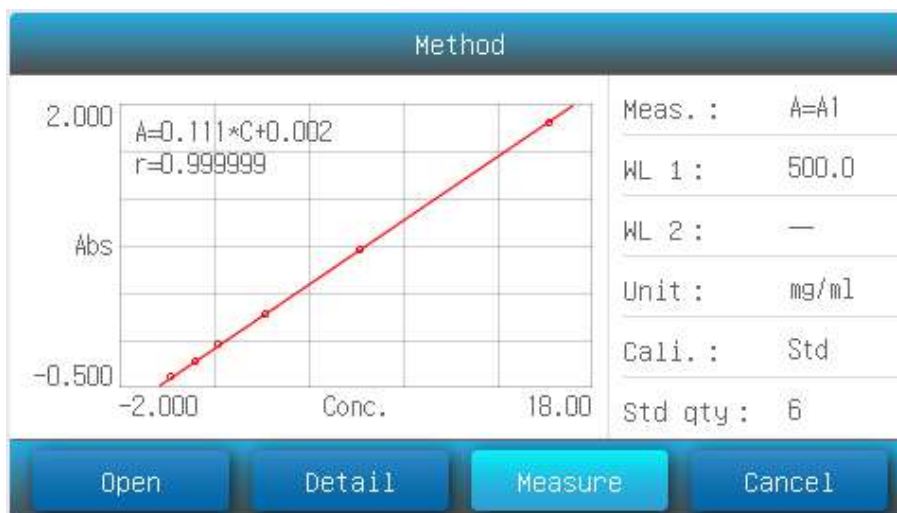 Method
2.000
A=0.111*C+0.002
r=0.999999
Abs
-0.500
-2.000 Conc. 18.00
Meas.: A=A1
WL 1: 500.0
WL 2: —
Unit: mg/ml
Cali.: Std
Std qty: 6
Open Detail Measure Cancel